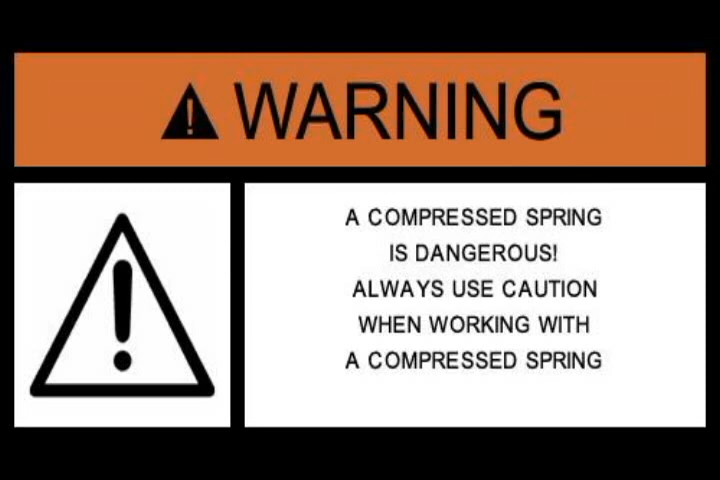 WARNING
A COMPRESSED SPRING
IS DANGEROUS!
ALWAYS USE CAUTION
WHEN WORKING WITH
A COMPRESSED SPRING